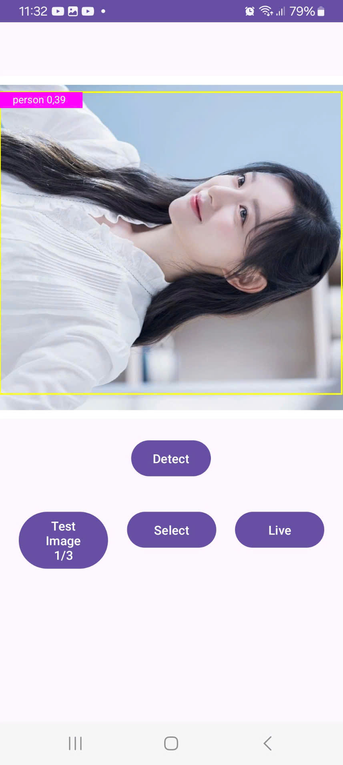 11:32
79%
person 0,39
Detect
Test
Image
1/3
Select
Live